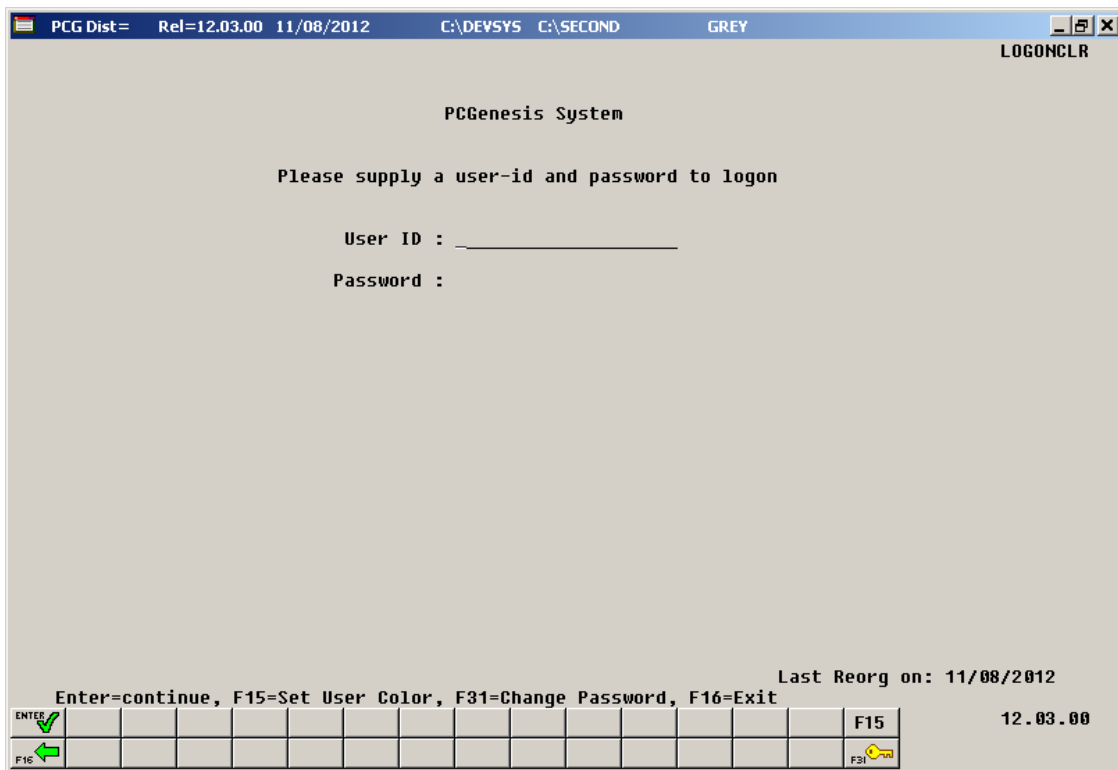 PCG Dist= Rel=12.03.00 11/08/2012 C:\DEVSYS C:\SECOND GREY
LOGONCLR
PCGenesis System
Please supply a user-id and password to logon
User ID : _____________________
Password :
Last Reorg on: 11/08/2012
Enter=continue, F15=Set User Color, F31=Change Password, F16=Exit
ENTER F15 12.03.00
F16 F31